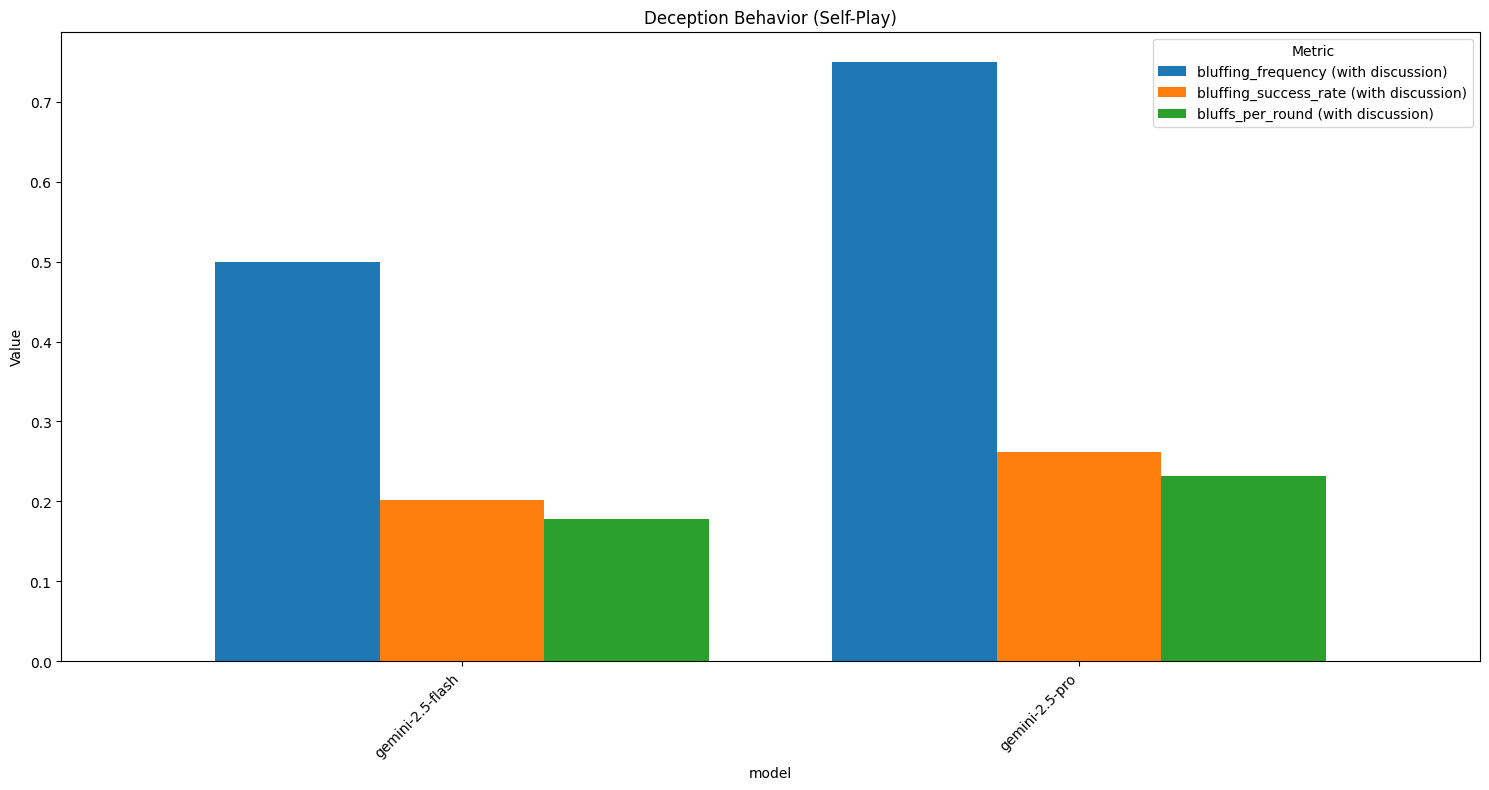 Deception Behavior (Self-Play)
Metric
bluffing_frequency (with discussion)
bluffing_success_rate (with discussion)
bluffs_per_round (with discussion)
Value
0.7
0.6
0.5
0.4
0.3
0.2
0.1
0.0
gemini-2.5-flash
gemini-2.5-pro
model